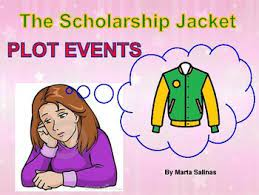 The Scholarship Jacket
PLOT EVENTS
By Marta Salinas